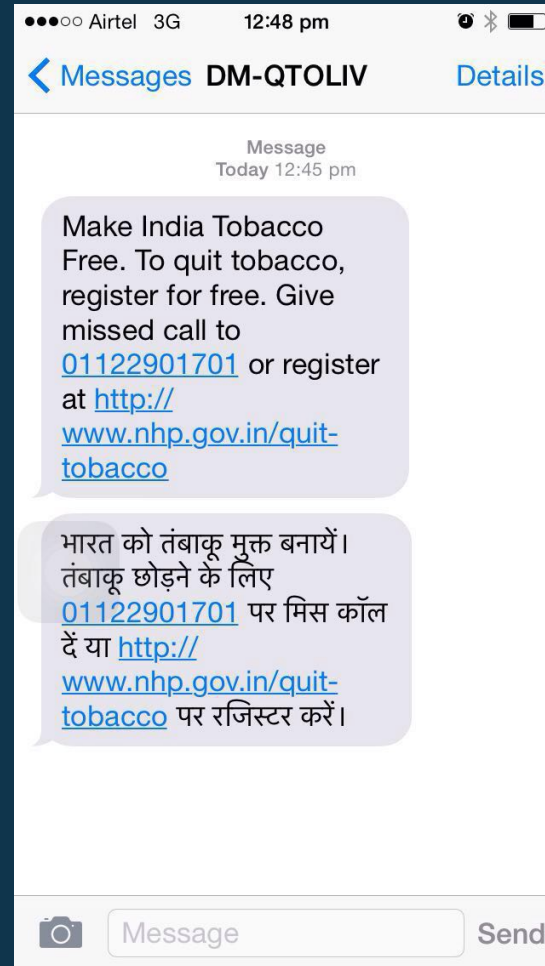 Airtel 3G 12:48 pm
Messages DM-QTOLIV Details
Message
Today 12:45 pm
Make India Tobacco
Free. To quit tobacco,
register for free. Give
missed call to
01122901701 or register
at http://
www.nhp.gov.in/quit-
tobacco
भारत को तंबाकू मुक्त बनायें।
तंबाकू छोड़ने के लिए
01122901701 पर मिस कॉल
दें या http://
www.nhp.gov.in/quit-
tobacco पर रजिस्टर करें।
Message Send